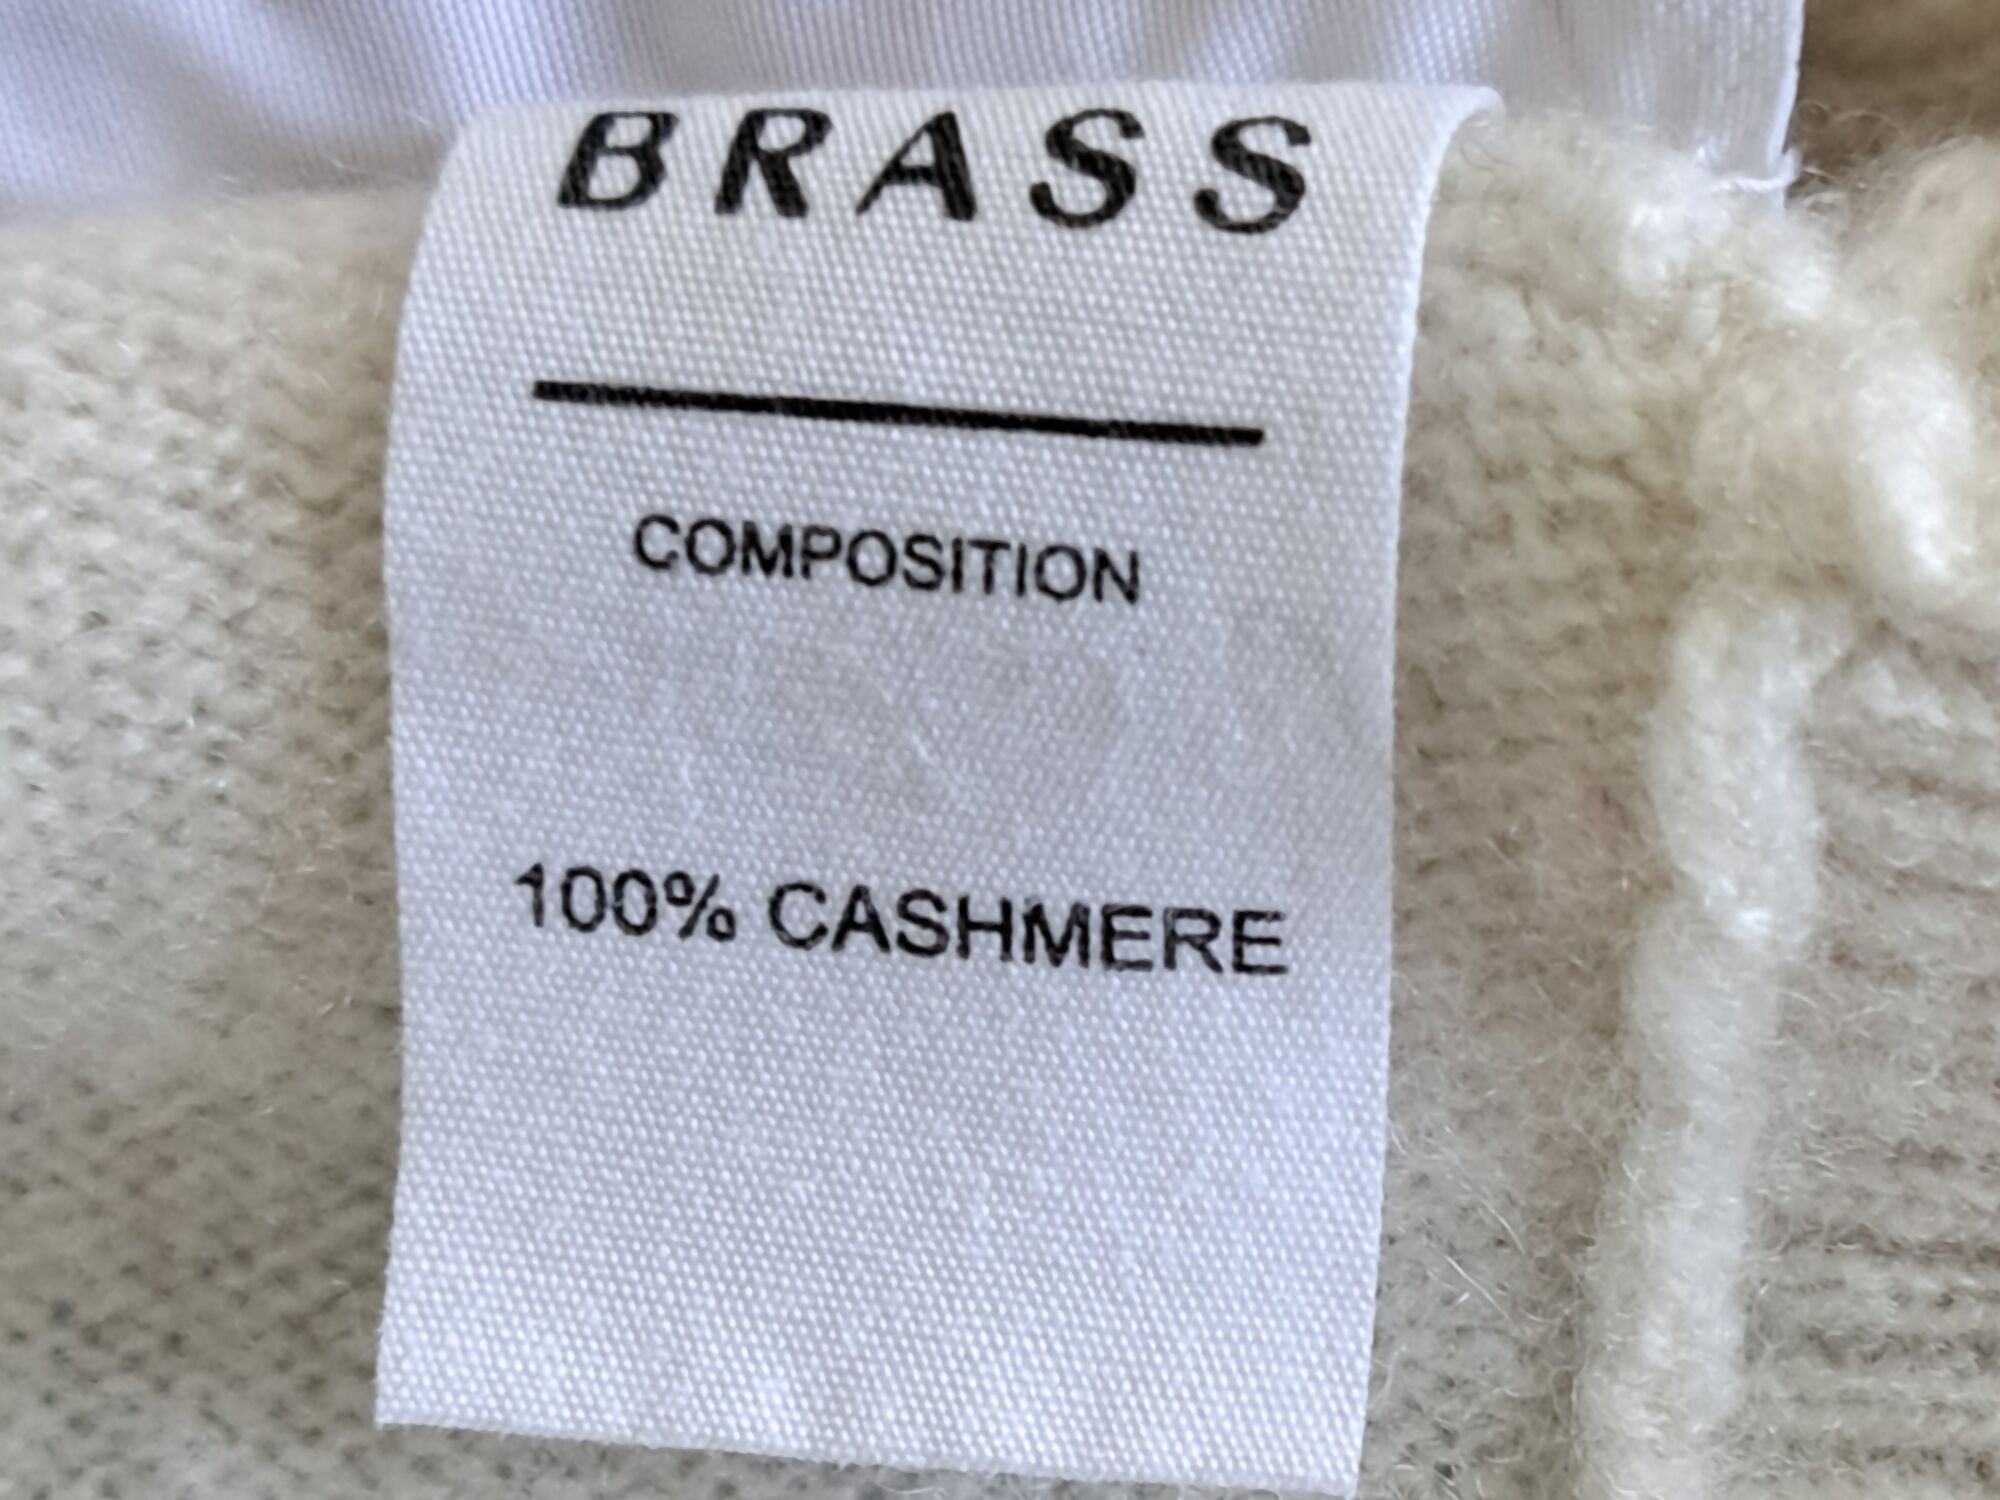 BRASS
COMPOSITION
100% CASHMERE